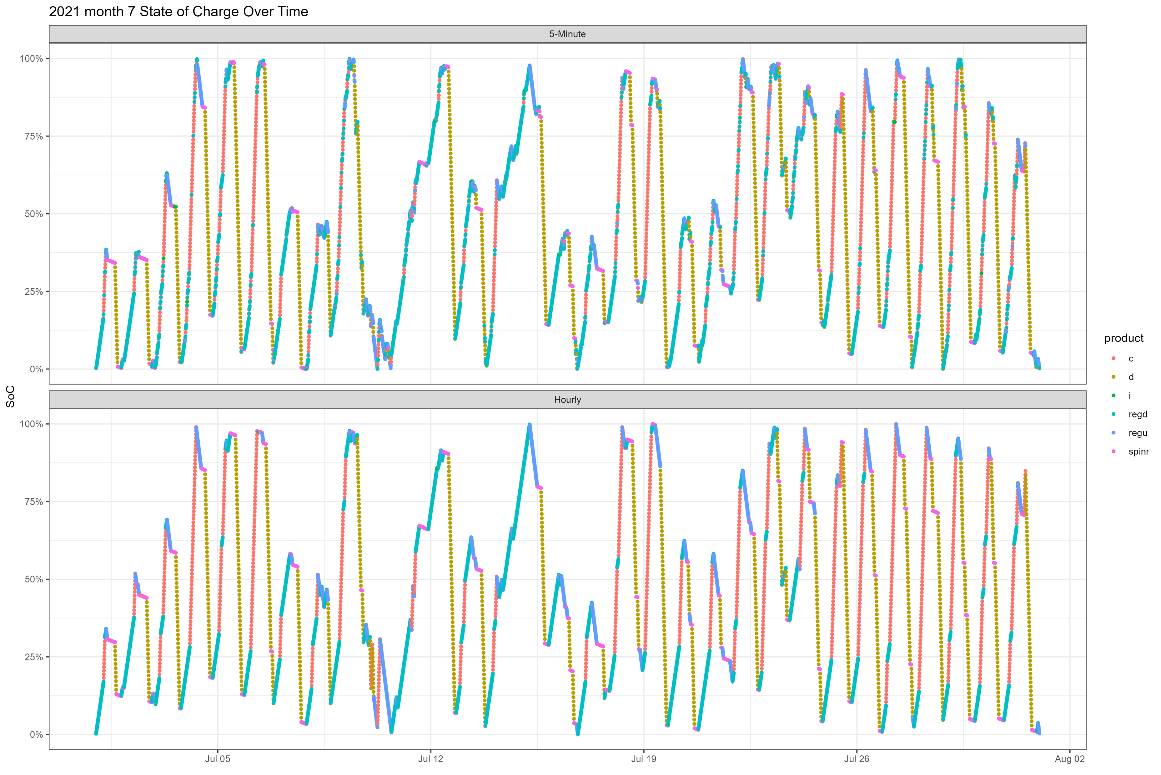 2021 month 7 State of Charge Over Time
5-Minute
100%
75%
50%
25%
0%
SoC
Hourly
100%
75%
50%
25%
0%
Jul 05
Jul 12
Jul 19
Jul 26
Aug 02
product
c
d
i
regd
regu
spinr